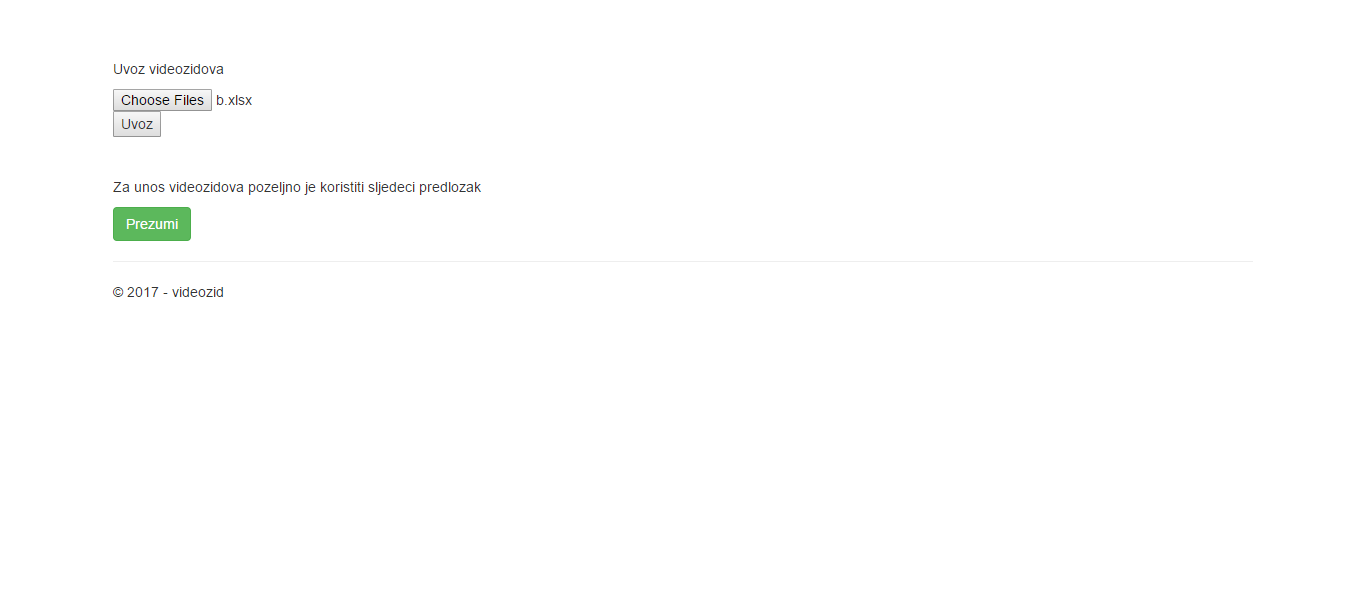 Uvoz videozidova
Choose Files b.xlsx
Uvoz
Za unos videozidova pozeljno je koristiti sljedeci predlozak
Prezumi
© 2017 - videozid